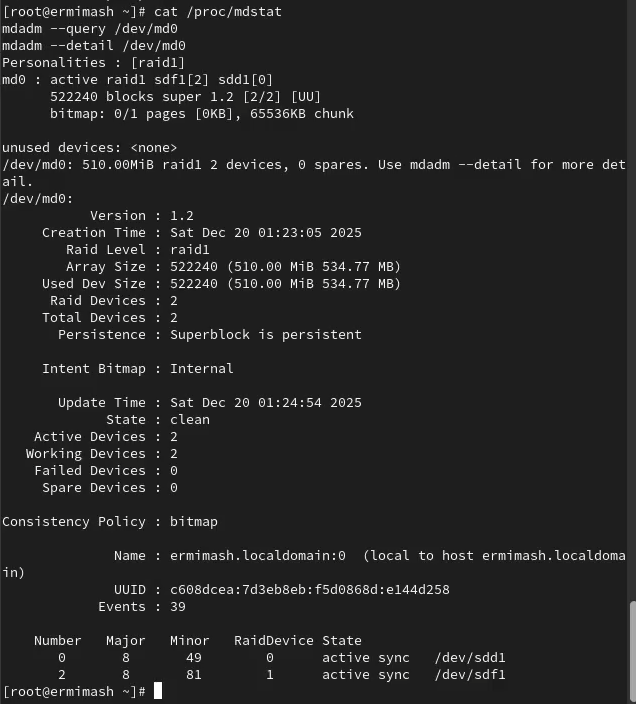 [root@ermimash ~]# cat /proc/mdstat
mdadm --query /dev/md0
mdadm --detail /dev/md0
Personalities : [raid1]
md0 : active raid1 sdf1[2] sdd1[0]
      522240 blocks super 1.2 [2/2] [UU]
      bitmap: 0/1 pages [0KB], 65536KB chunk

unused devices: <none>
/dev/md0: 510.00MiB raid1 2 devices, 0 spares. Use mdadm --detail for more det
ail.
/dev/md0:
           Version : 1.2
     Creation Time : Sat Dec 20 01:23:05 2025
        Raid Level : raid1
        Array Size : 522240 (510.00 MiB 534.77 MB)
     Used Dev Size : 522240 (510.00 MiB 534.77 MB)
      Raid Devices : 2
     Total Devices : 2
       Persistence : Superblock is persistent

     Intent Bitmap : Internal

       Update Time : Sat Dec 20 01:24:54 2025
             State : clean
    Active Devices : 2
   Working Devices : 2
    Failed Devices : 0
     Spare Devices : 0

Consistency Policy : bitmap

              Name : ermimash.localdomain:0  (local to host ermimash.localdoma
in)
              UUID : c608dcea:7d3eb8eb:f5d0868d:e144d258
            Events : 39

    Number   Major   Minor   RaidDevice State
       0       8       49        0      active sync   /dev/sdd1
       2       8       81        1      active sync   /dev/sdf1
[root@ermimash ~]#